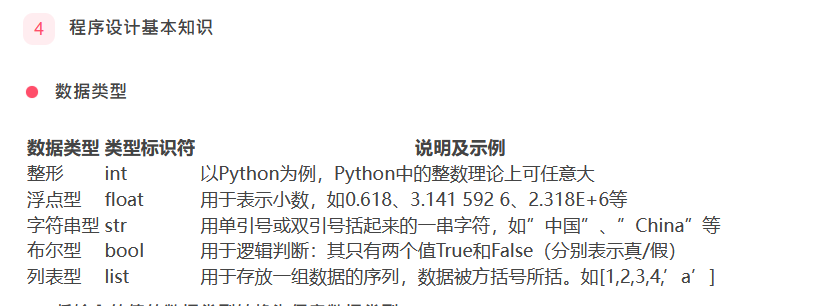 4 程序设计基本知识
数据类型
数据类型 类型标识符 说明及示例
整形 int 以Python为例，Python中的整数理论上可任意大
浮点型 float 用于表示小数，如0.618、3.141 592 6、2.318E+6等
字符串型 str 用单引号或双引号括起来的一串字符，如”中国”、”China”等
布尔型 bool 用于逻辑判断：其只有两个值True和False（分别表示真/假）
列表型 list 用于存放一组数据的序列，数据被方括号所括。如[1,2,3,4,’a’]